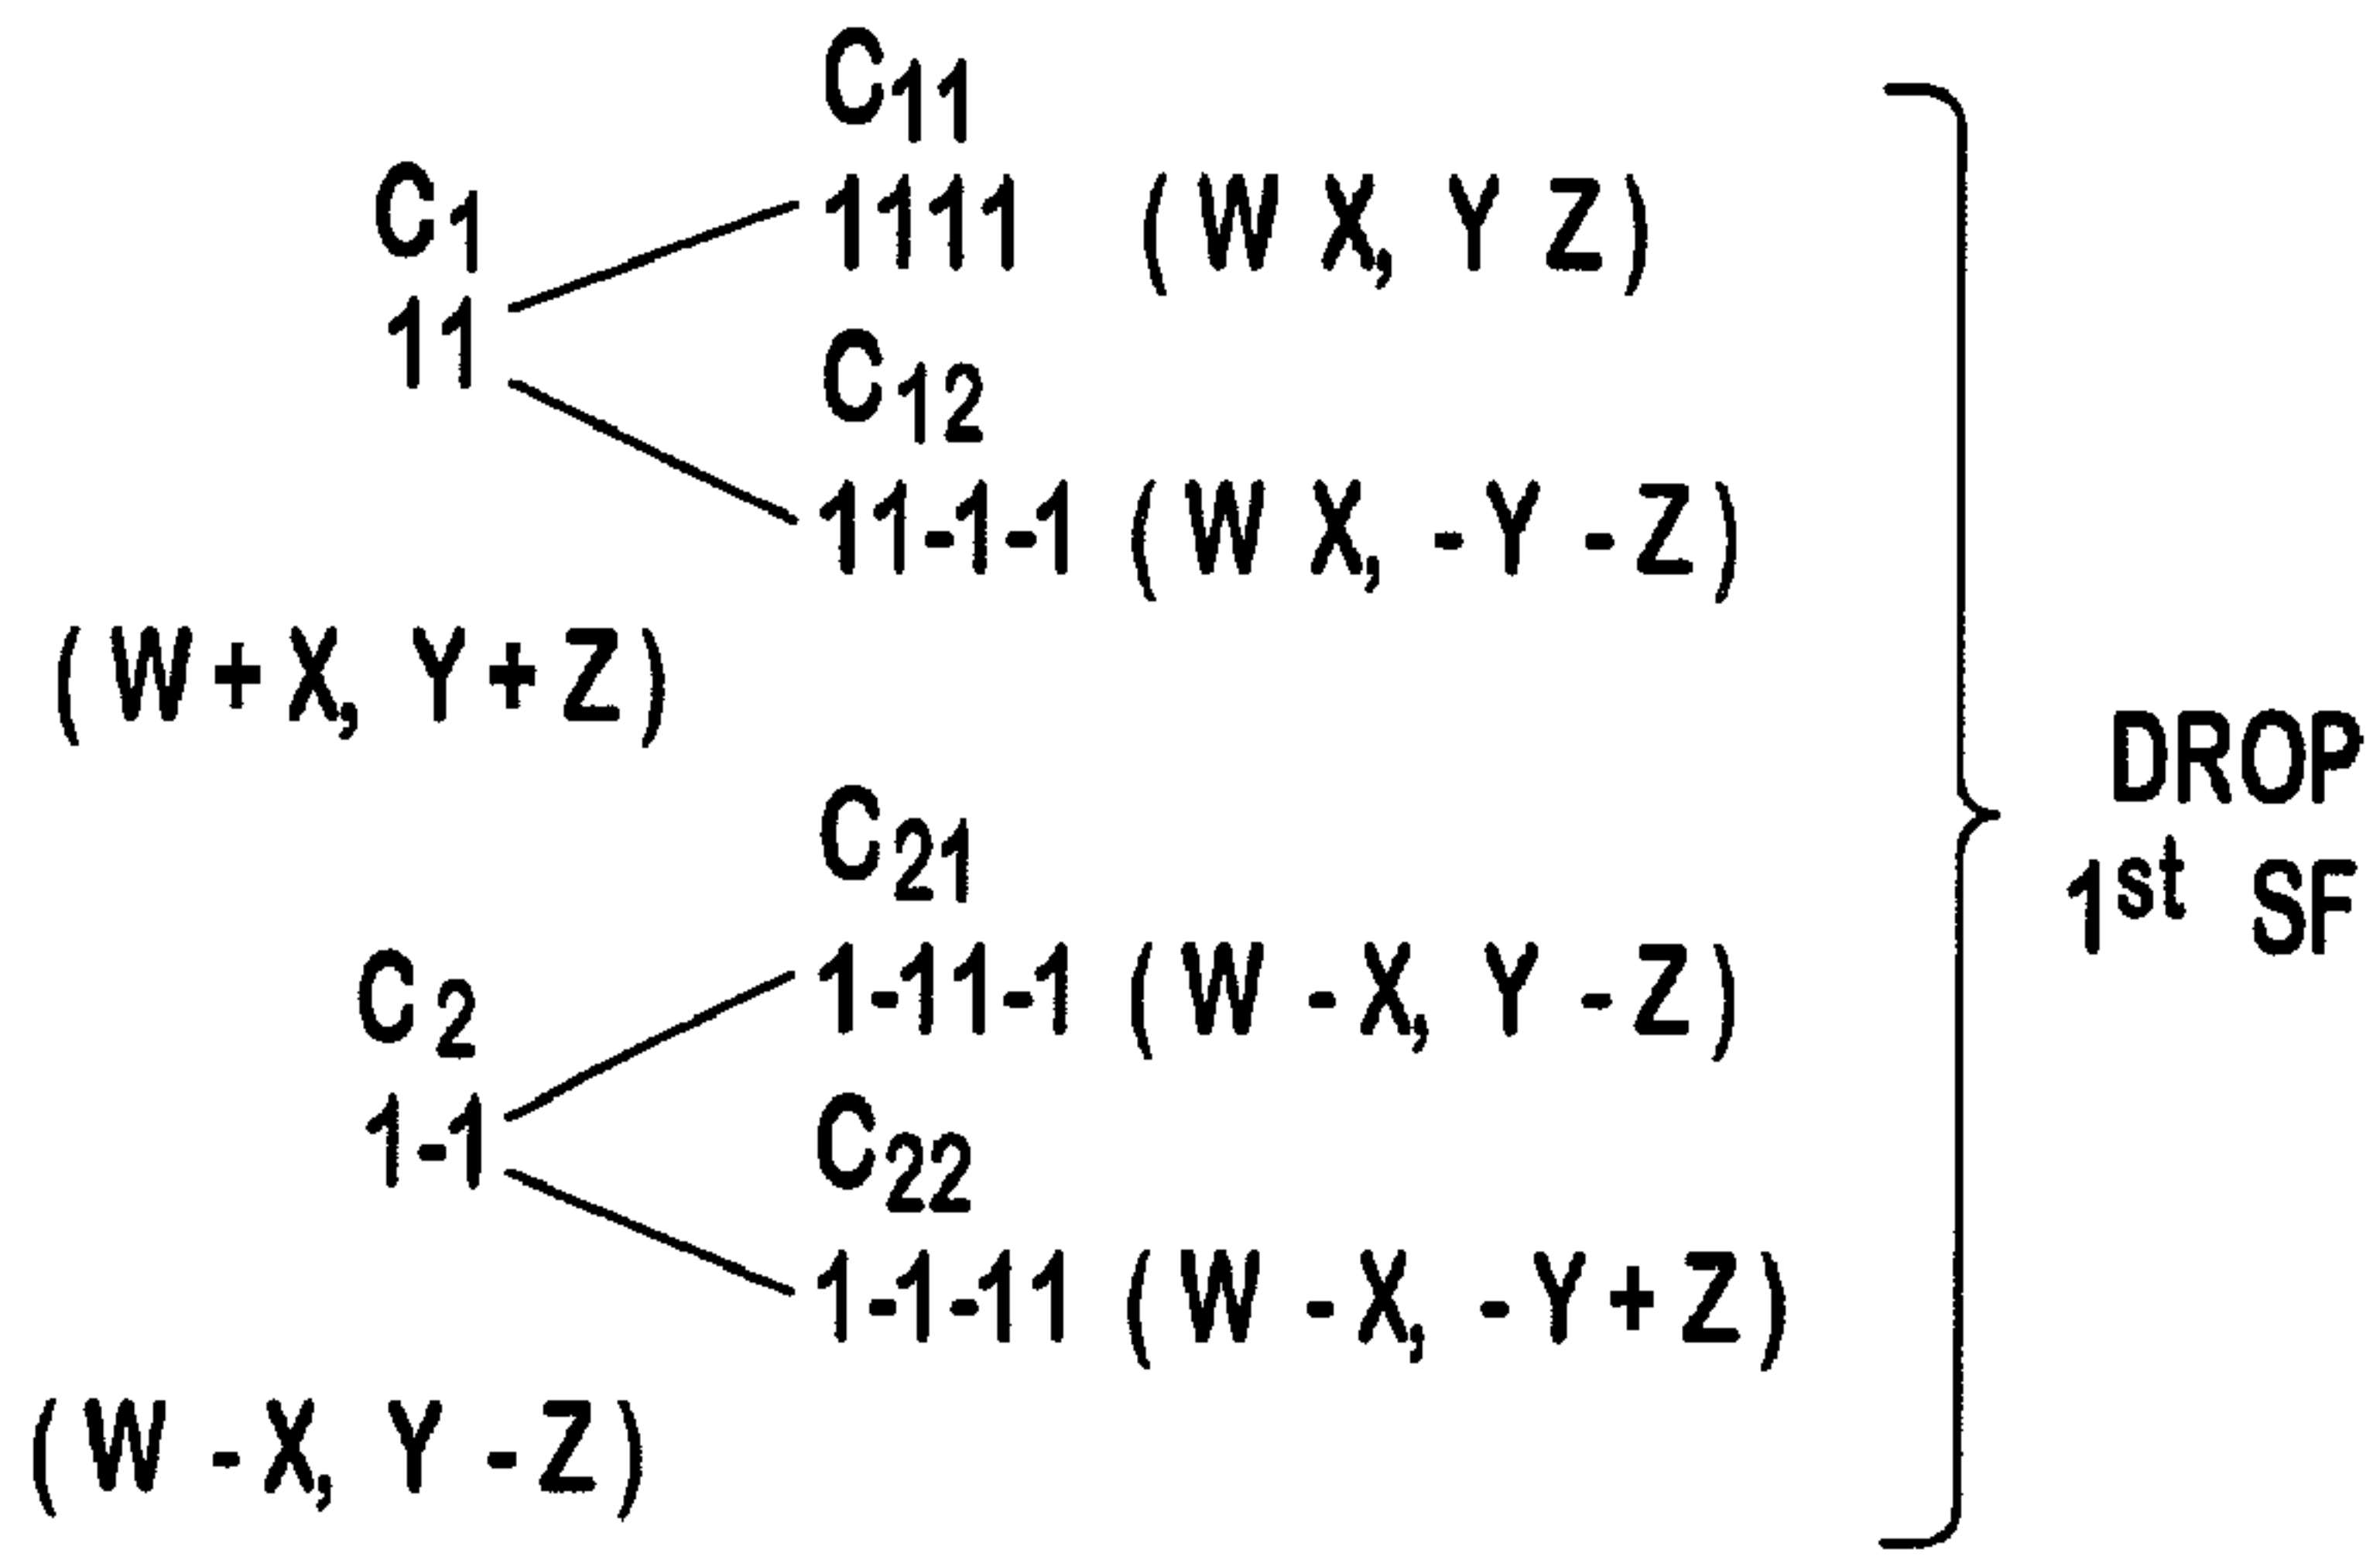 C11
1111 (W X, Y Z)
C1
11
C12
11-1-1 (W X, -Y -Z)
(W+X, Y+Z)
DROP
1st SF
C21
1-11-1 (W -X, Y -Z)
C2
1-1
C22
1-1-11 (W -X, -Y+Z)
(W -X, Y -Z)